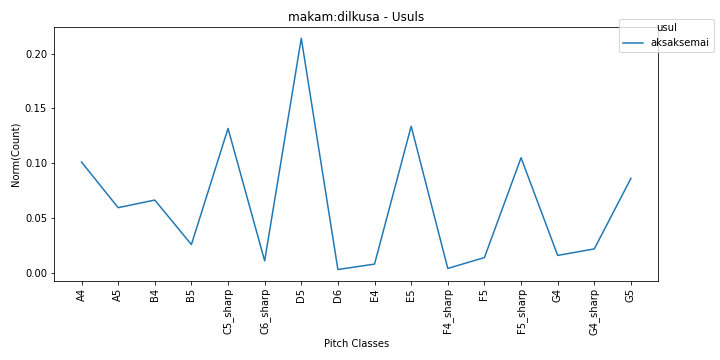 makam:dilkusa - Usuls
usul
aksaksemai
0.20
0.15
0.10
0.05
0.00
Norm(Count)
A4
A5
B4
B5
C5_sharp
C6_sharp
D5
D6
E4
E5
F4_sharp
F5
F5_sharp
G4
G4_sharp
G5
Pitch Classes